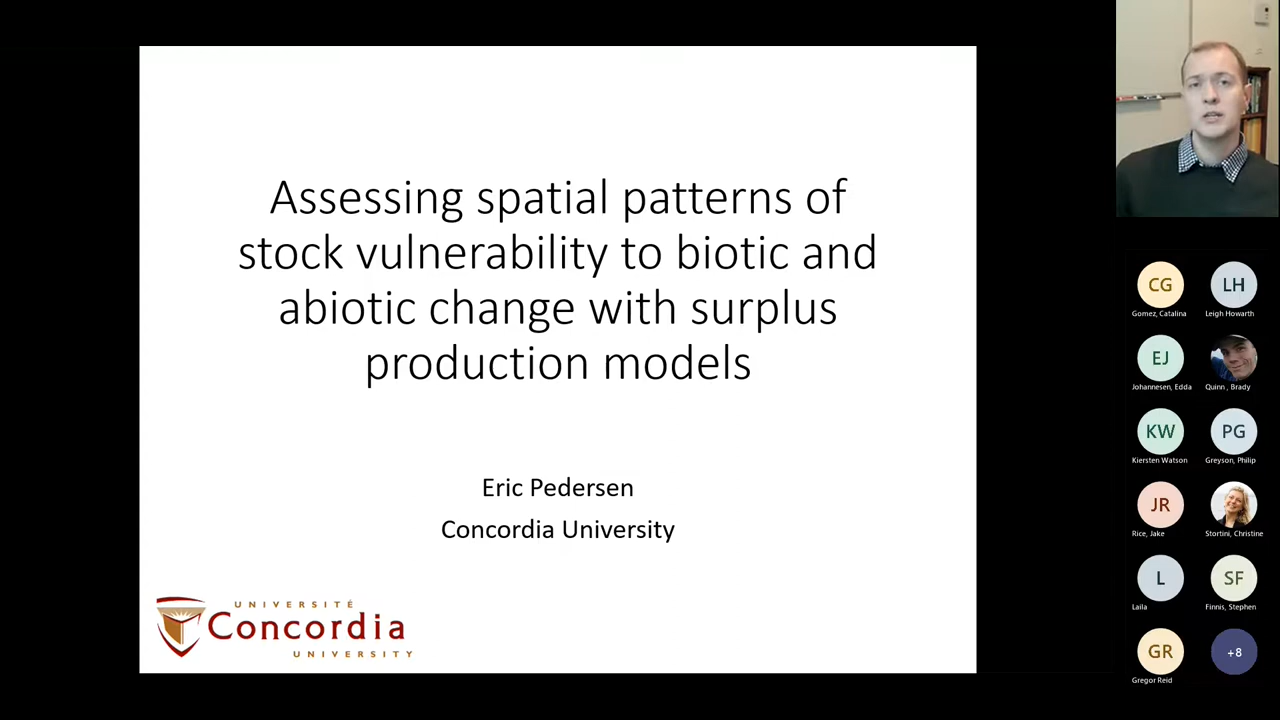 Assessing spatial patterns of
stock vulnerability to biotic and
abiotic change with surplus
production models
Eric Pedersen
Concordia University
UNIVERSITÉ
Concordia
UNIVERSITY
CG
LH
Gomez, Catalina
Leigh Howarth
EJ
Johannesen, Edda
Quinn , Brady
KW
PG
Kiersten Watson
Greyson, Philip
JR
Rice, Jake
Stortini, Christine
L
SF
Laila
Finnis, Stephen
GR
+8
Gregor Reid